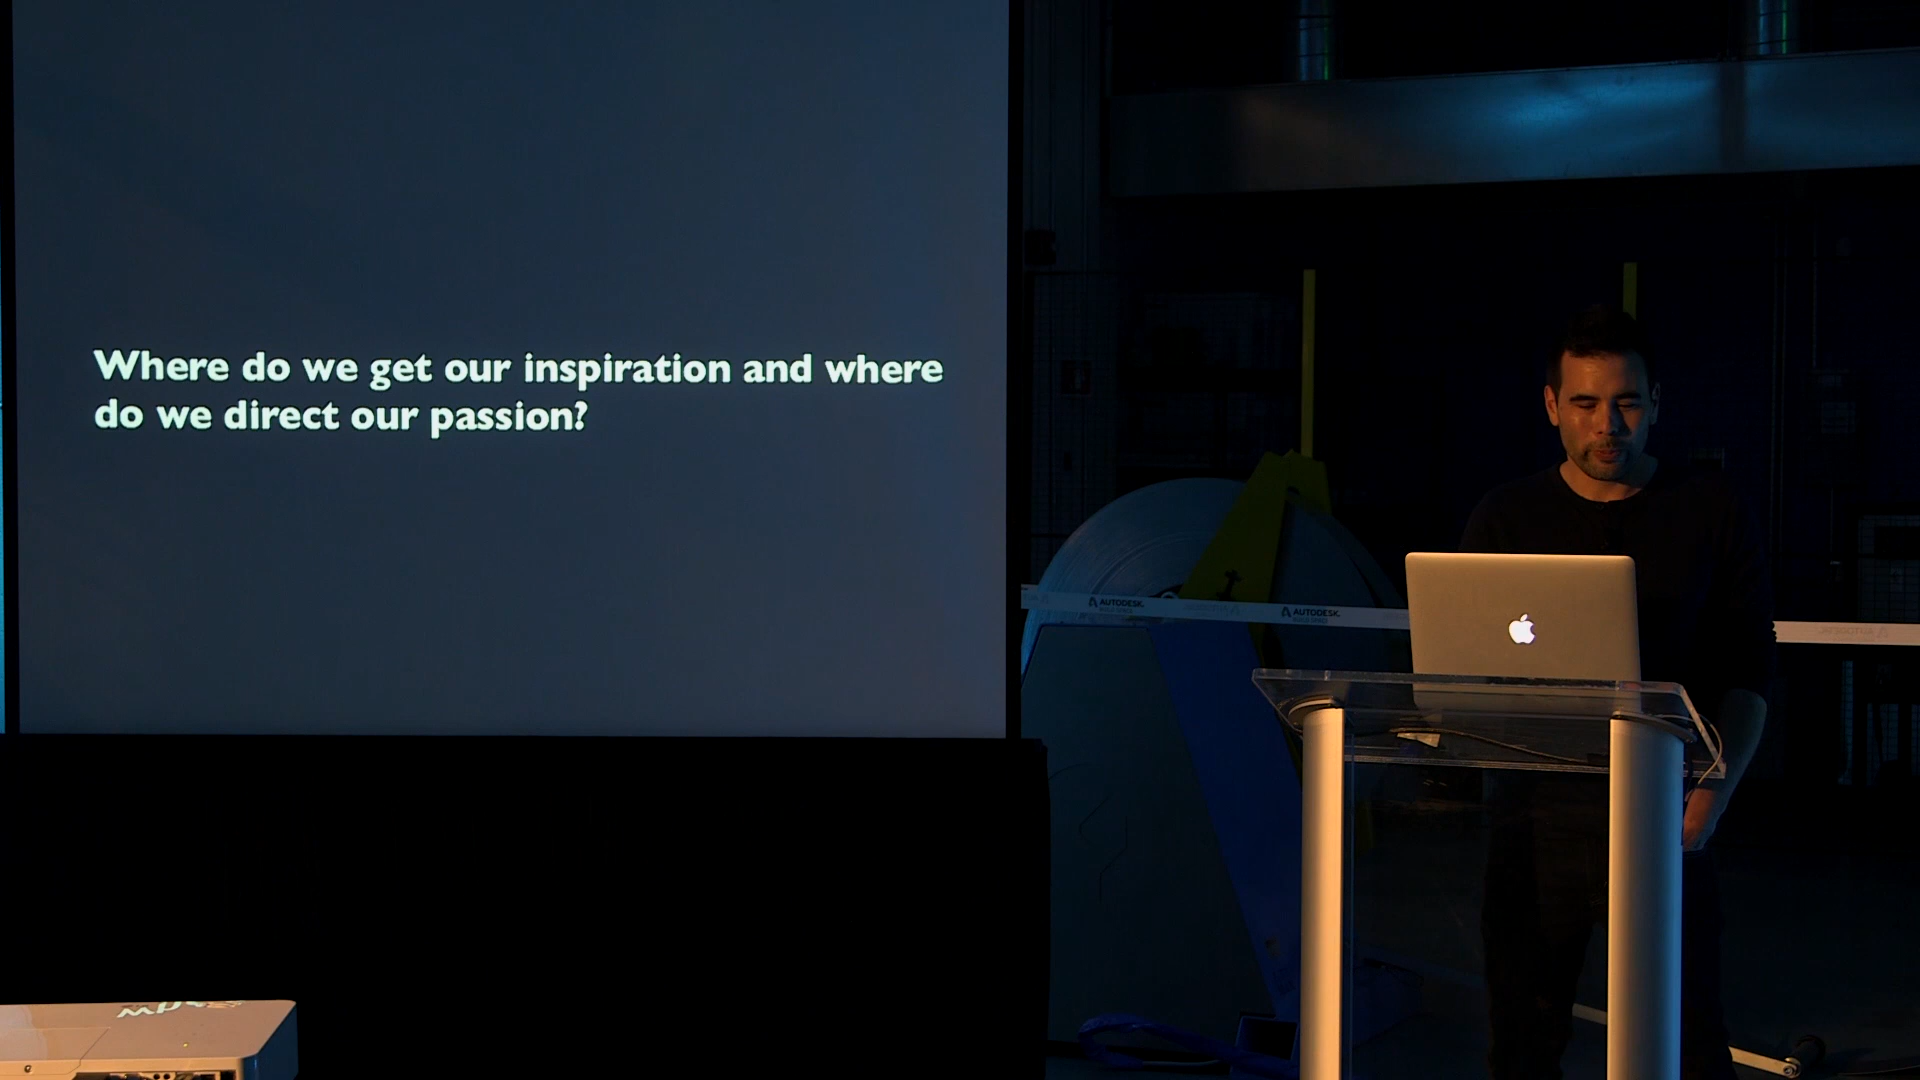 Where do we get our inspiration and where
do we direct our passion?
AUTODESK.
AUTODESK.